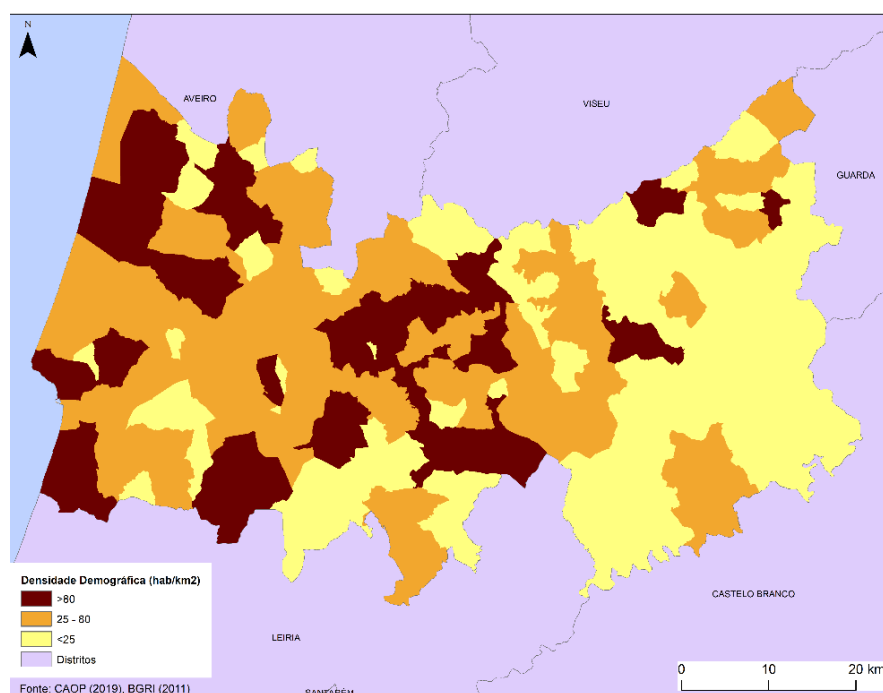 N
AVEIRO
VISEU
GUARDA
Densidade Demográfica (hab/km2)
>80
25 - 80
<25
Distritos
CASTELO BRANCO
LEIRIA
SANTARÉM
0 10 20 km
Fonte: CAOP (2019), BGRI (2011)